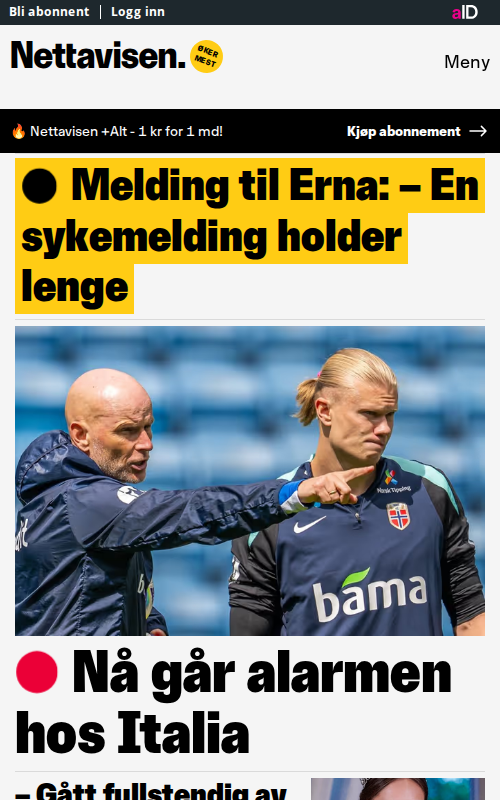 Bli abonnent | Logg inn
aID
Nettavisen.
ØKER
MEST
Meny
🔥 Nettavisen +Alt - 1 kr for 1 md!
Kjøp abonnement →
Melding til Erna: – En
sykemelding holder
lenge
Norsk Tipping
bama
Nå går alarmen
hos Italia
– Gått fullstendig av